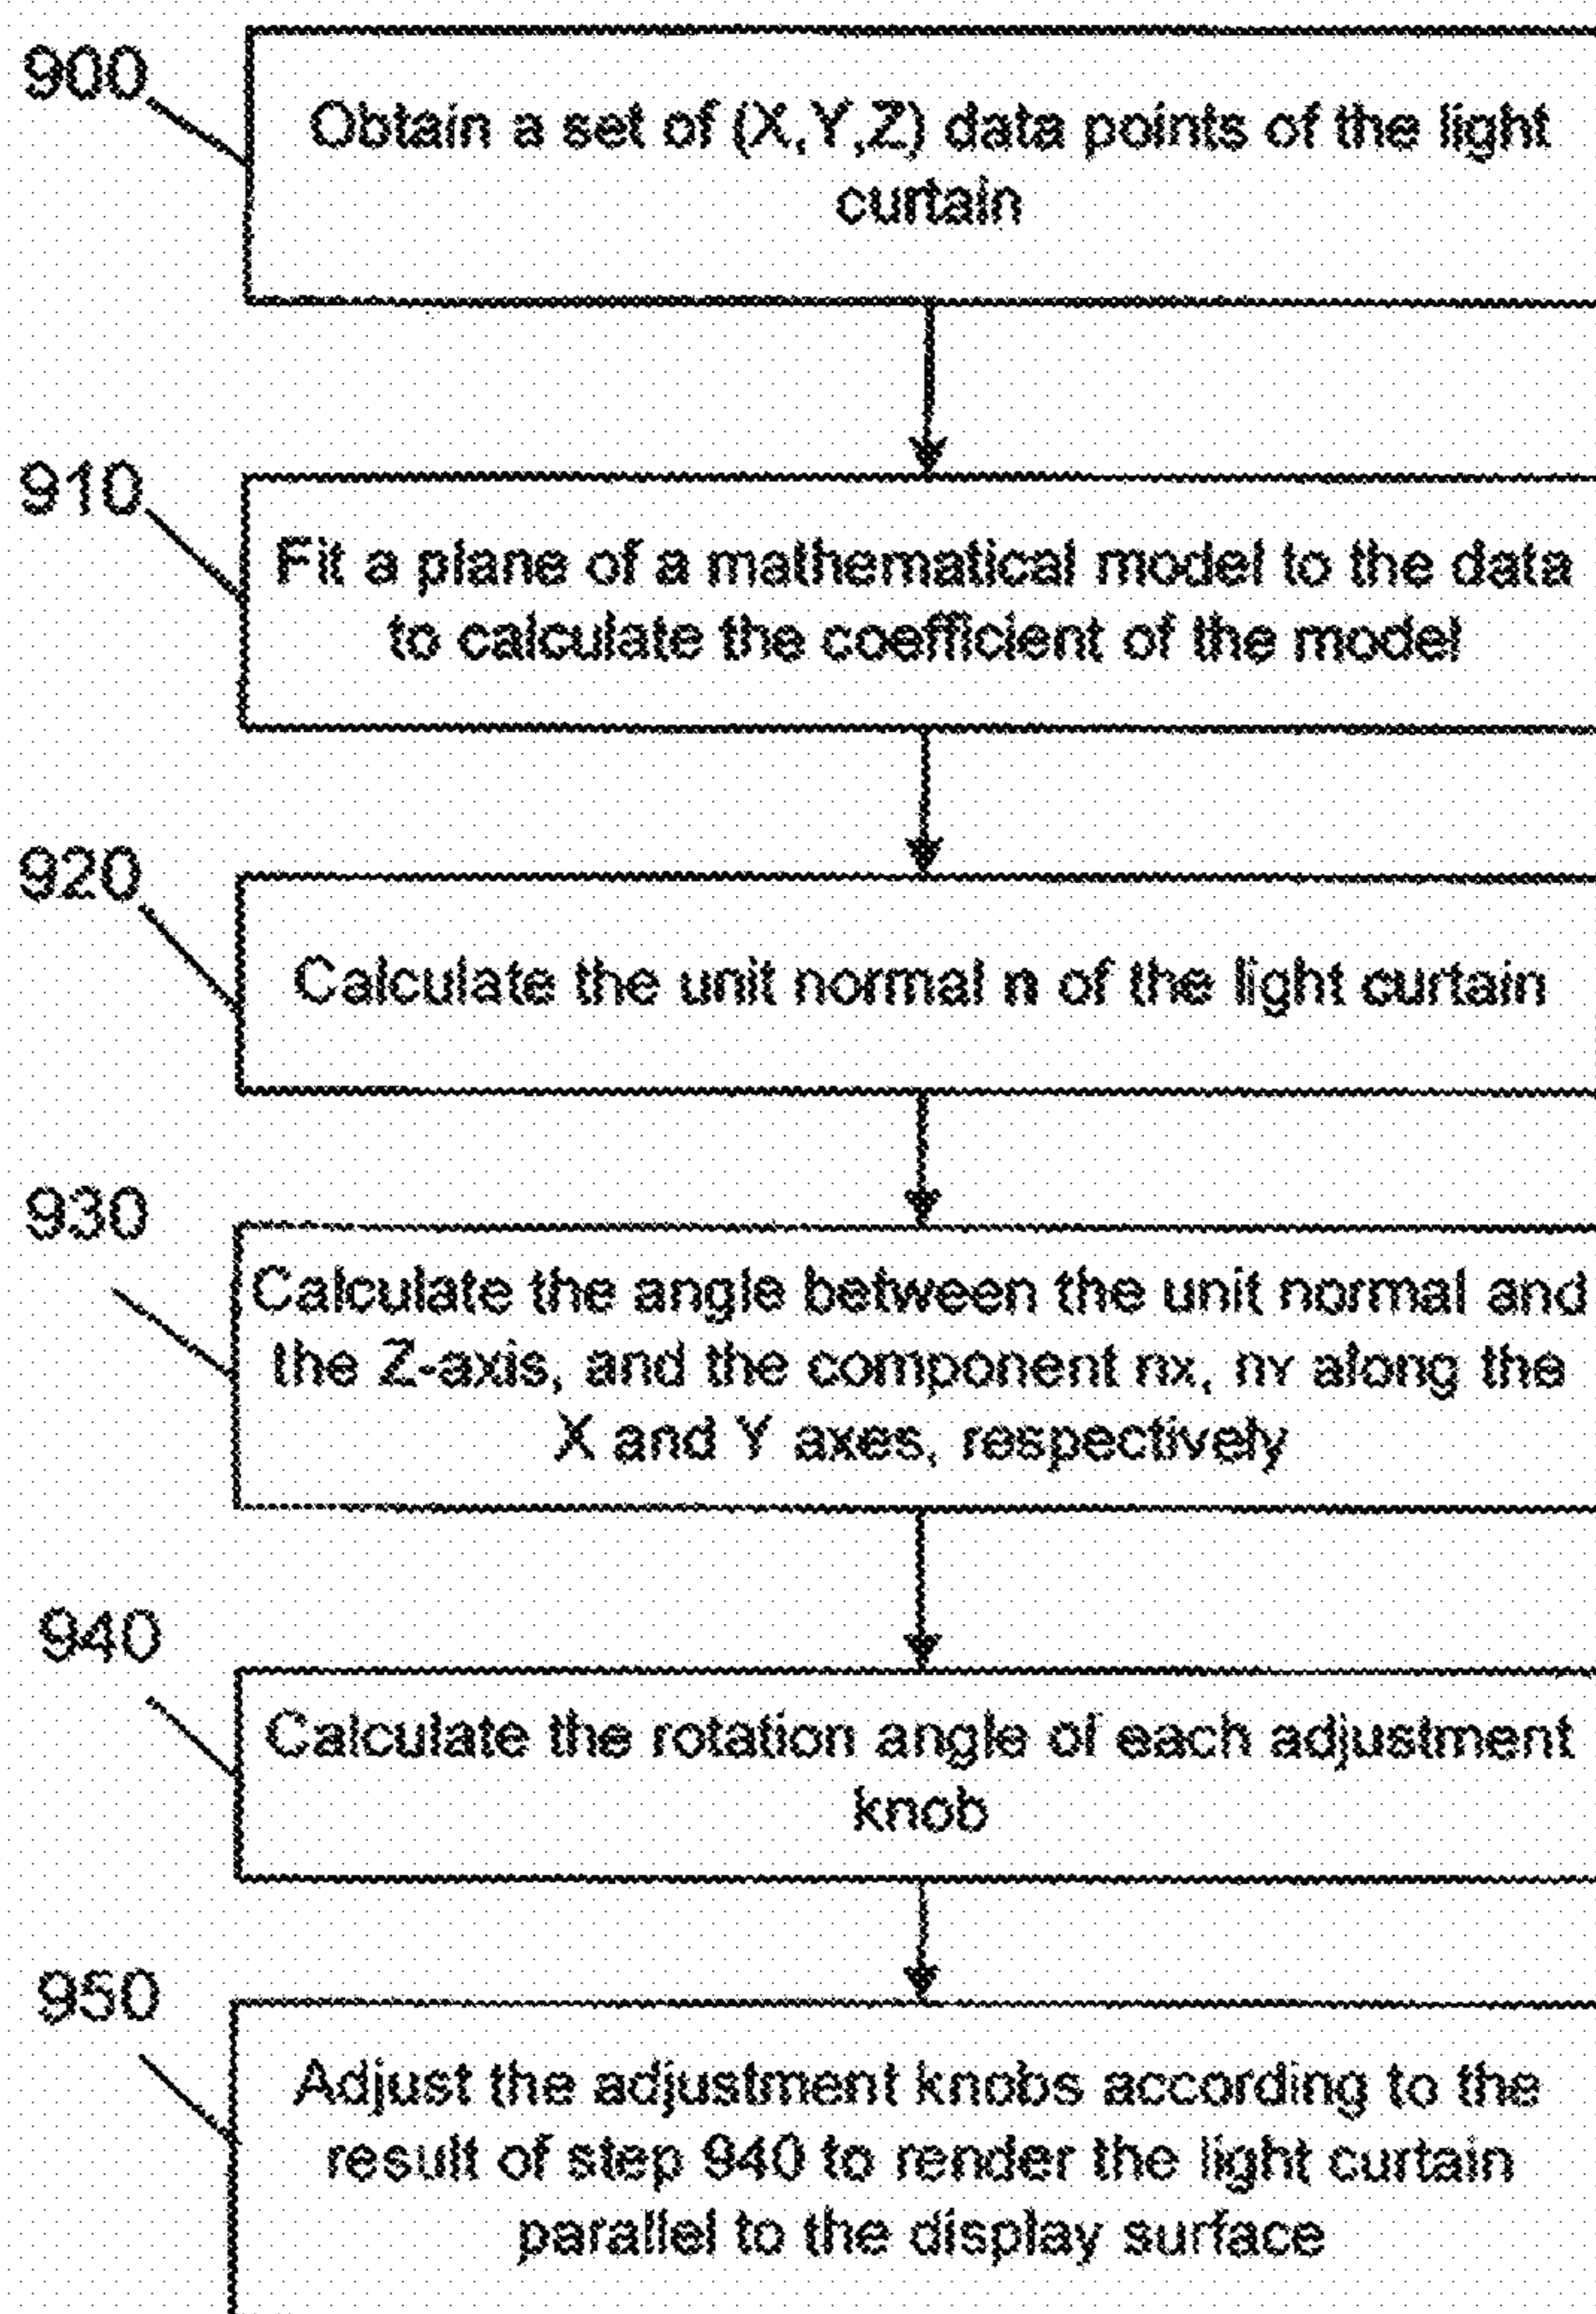 900
Obtain a set of (X,Y,Z) data points of the light
curtain
910
Fit a plane of a mathematical model to the data
to calculate the coefficient of the model
920
Calculate the unit normal n of the light curtain
930
Calculate the angle between the unit normal and
the Z-axis, and the component nx, nY along the
X and Y axes, respectively
940
Calculate the rotation angle of each adjustment
knob
950
Adjust the adjustment knobs according to the
result of step 940 to render the light curtain
parallel to the display surface